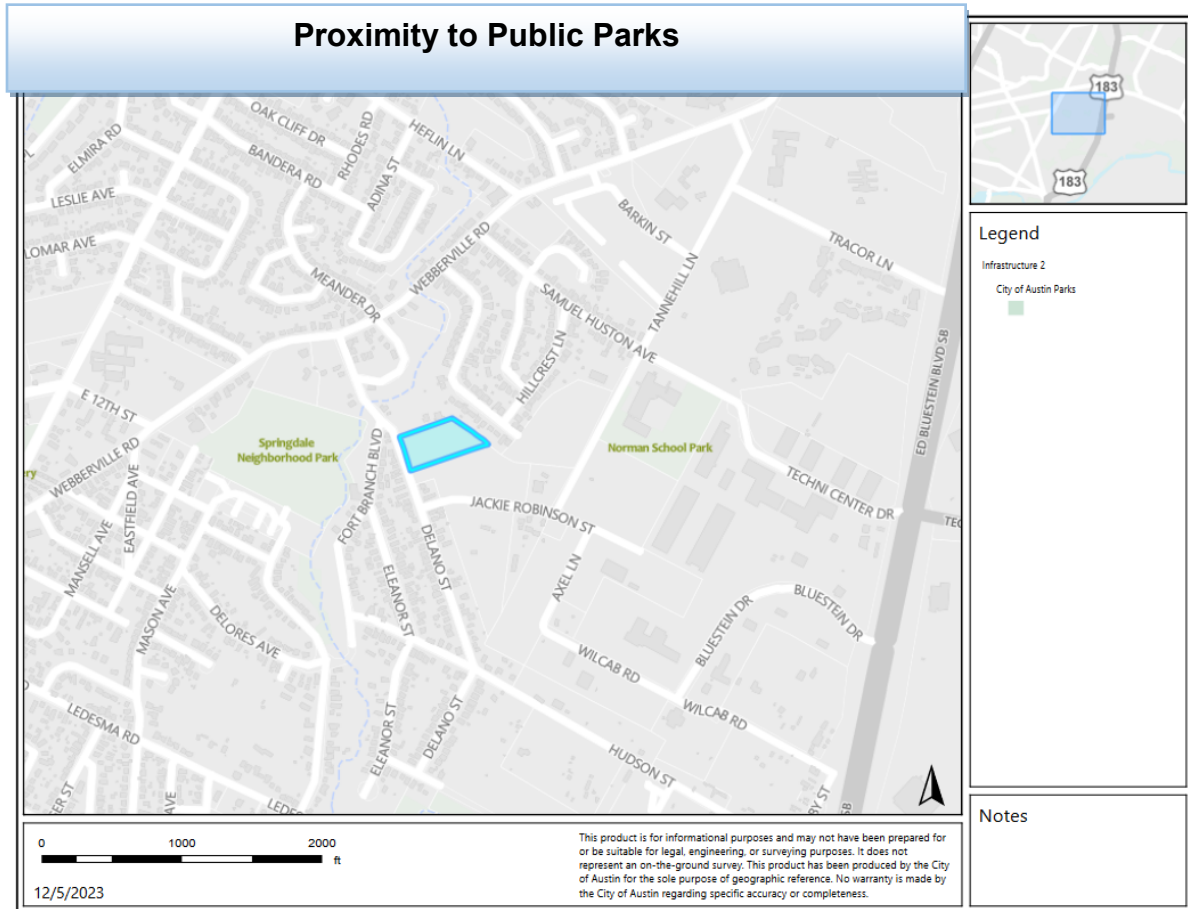 Proximity to Public Parks
183
183
OAK CLIFF DR
RHODES RD
HEFLIN LN
ELMIRA RD
BANDERA RD
ADINA ST
LESLIE AVE
BARKIN ST
LOMAR AVE
WEBBERVILLE RD
TRACOR LN
MEANDER DR
TANNEHILL LN
SAMUEL HUSTON AVE
HILLCREST LN
ED BLUESTEIN BLVD SB
E 12TH ST
Springdale
Neighborhood Park
Norman School Park
WEBBERVILLE RD
EASTFIELD AVE
FORT BRANCH BLVD
TECHNI CENTER DR
JACKIE ROBINSON ST
MANSELL AVE
DELANO ST
AXEL LN
ELEANOR ST
MASON AVE
DELORES AVE
BLUESTEIN DR
BLUESTEIN DR
WILCAB RD
WILCAB RD
LEDESMA RD
ELEANOR ST
DELANO ST
HUDSON ST
Legend
Infrastructure 2
City of Austin Parks
Notes
0 1000 2000
ft
12/5/2023
This product is for informational purposes and may not have been prepared for
or be suitable for legal, engineering, or surveying purposes. It does not
represent an on-the-ground survey. This product has been produced by the City
of Austin for the sole purpose of geographic reference. No warranty is made by
the City of Austin regarding specific accuracy or completeness.